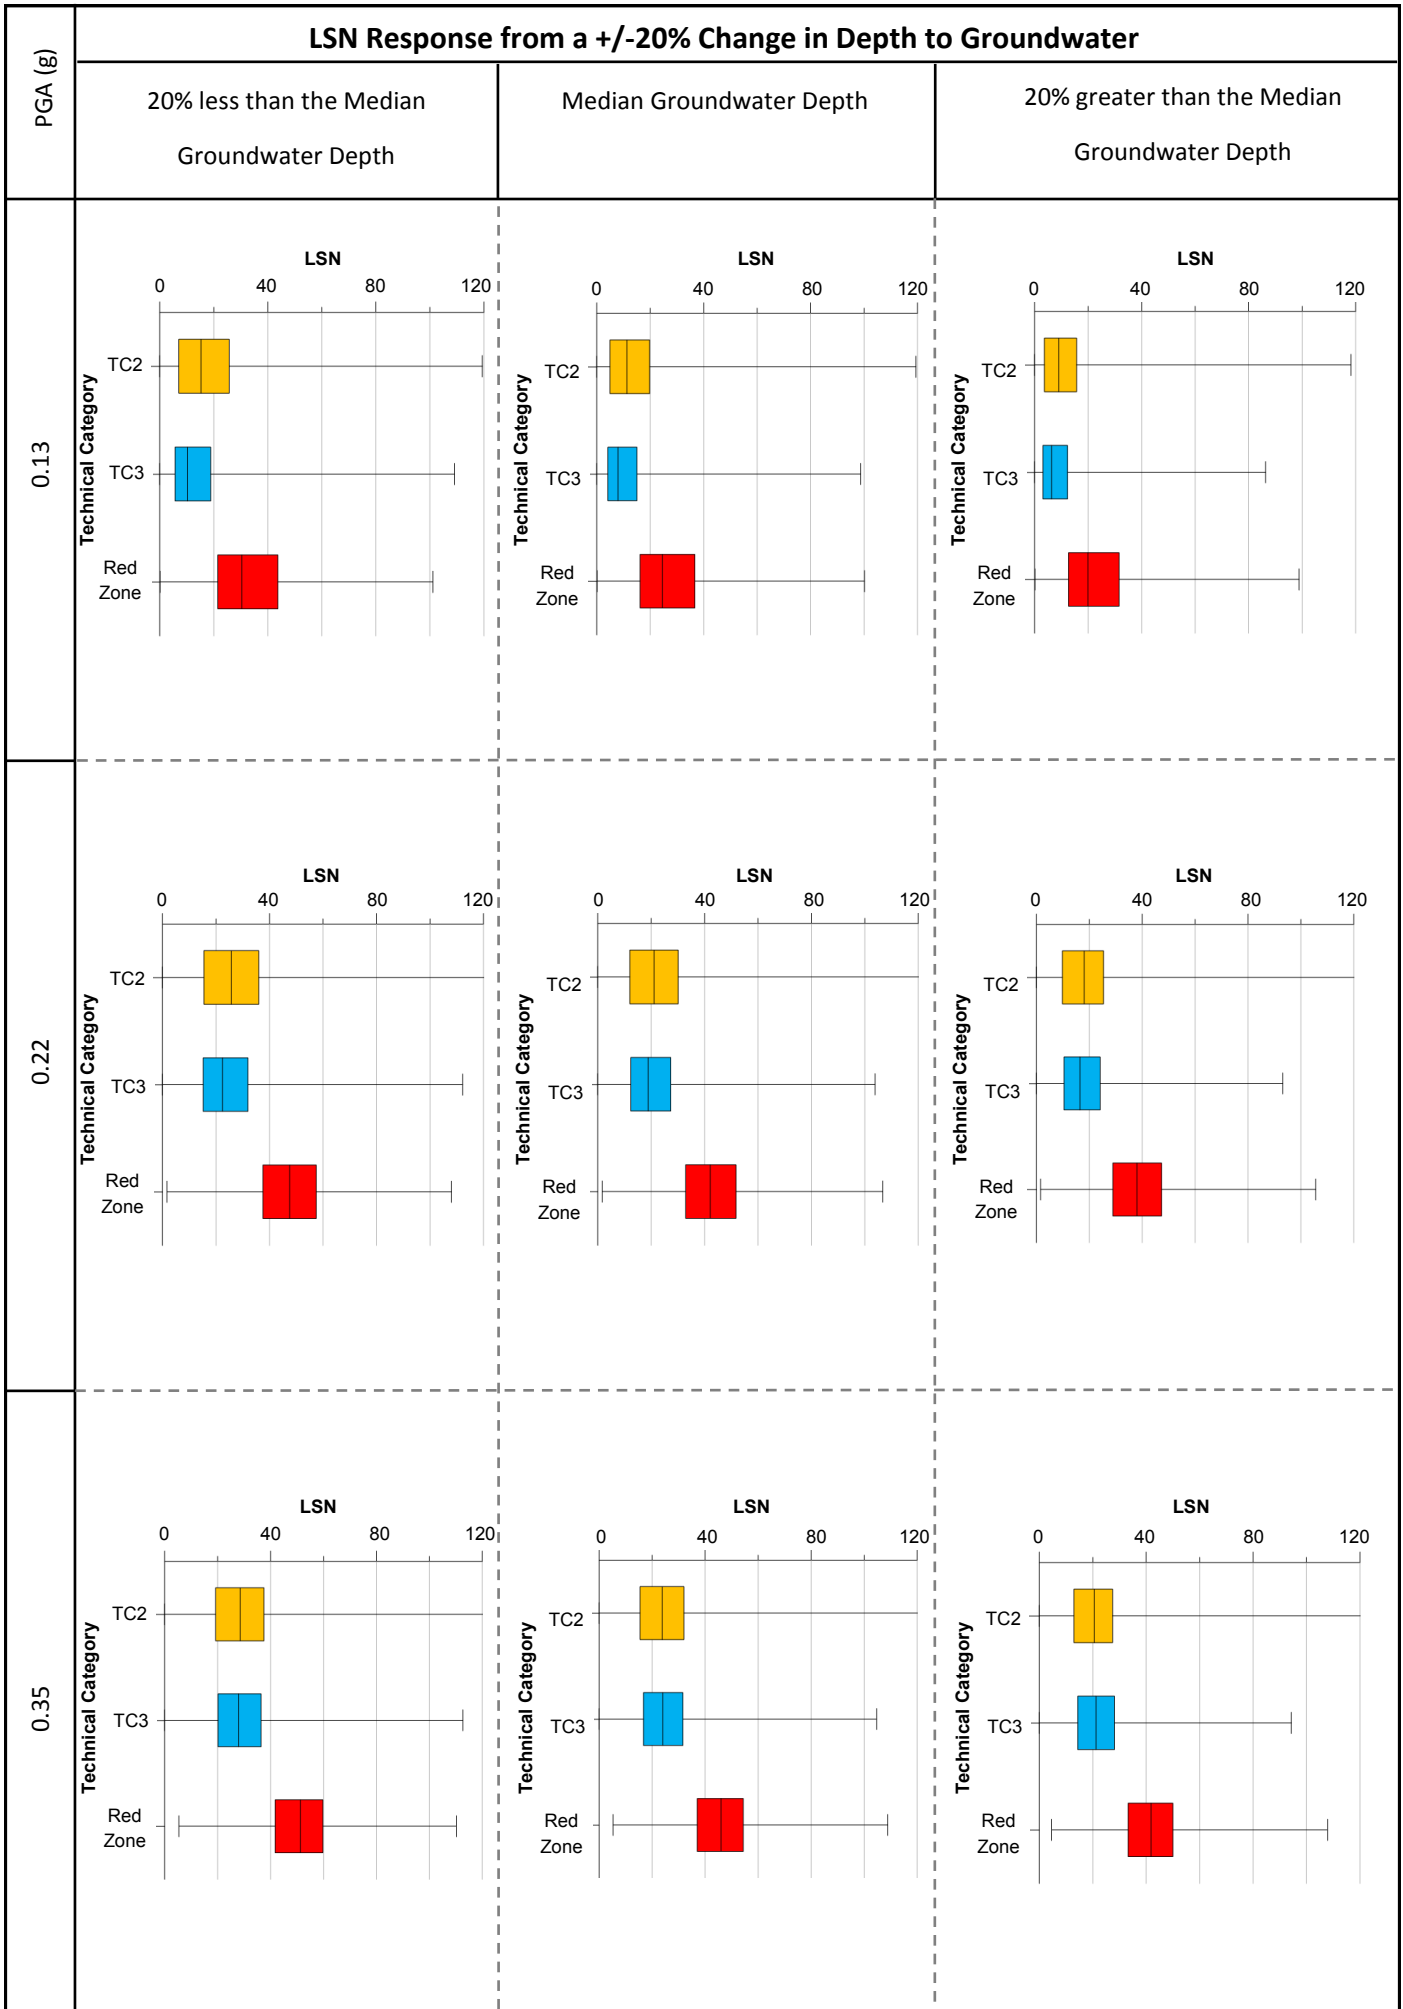 PGA (g)
LSN Response from a +/-20% Change in Depth to Groundwater
20% less than the Median
Groundwater Depth
Median Groundwater Depth
20% greater than the Median
Groundwater Depth
0.13
LSN
0 40 80 120
Technical Category
TC2
TC3
Red
Zone
LSN
0 40 80 120
Technical Category
TC2
TC3
Red
Zone
LSN
0 40 80 120
Technical Category
TC2
TC3
Red
Zone
0.22
LSN
0 40 80 120
Technical Category
TC2
TC3
Red
Zone
LSN
0 40 80 120
Technical Category
TC2
TC3
Red
Zone
LSN
0 40 80 120
Technical Category
TC2
TC3
Red
Zone
0.35
LSN
0 40 80 120
Technical Category
TC2
TC3
Red
Zone
LSN
0 40 80 120
Technical Category
TC2
TC3
Red
Zone
LSN
0 40 80 120
Technical Category
TC2
TC3
Red
Zone